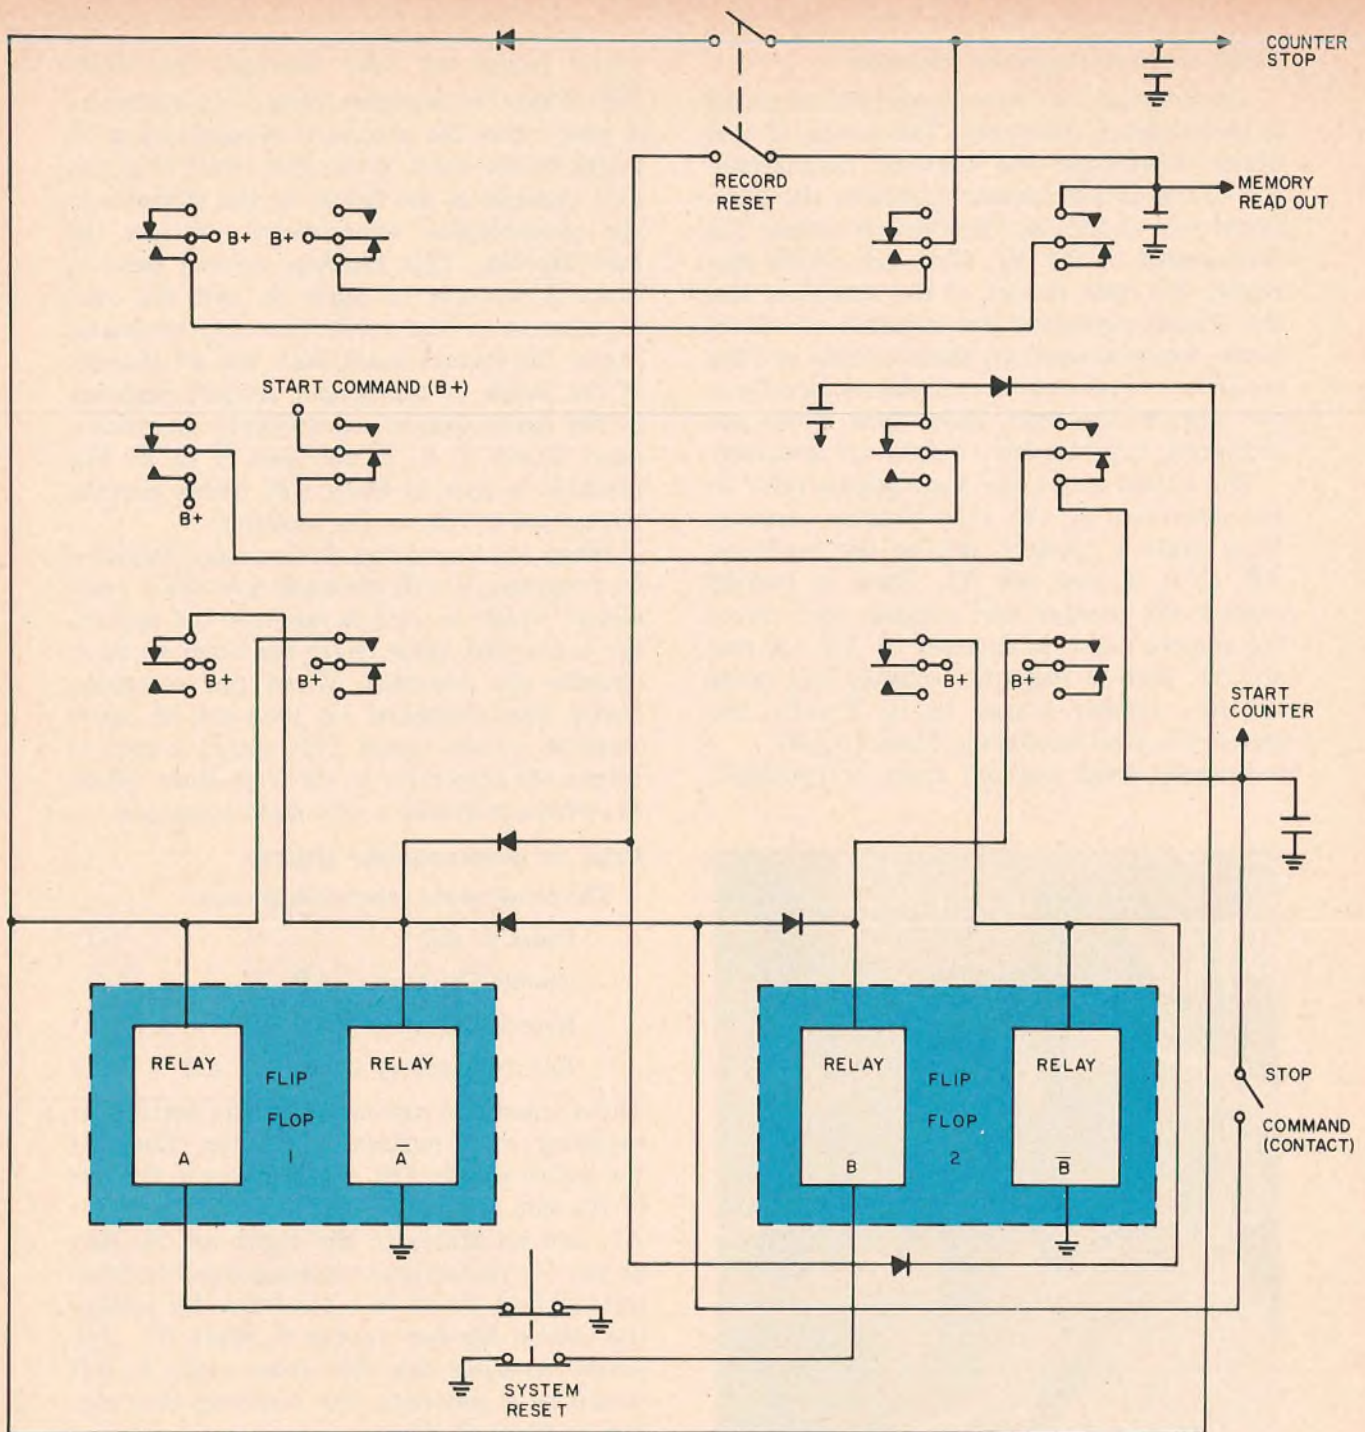 COUNTER
STOP
RECORD
RESET
MEMORY
READ OUT
B+ B+
START COMMAND (B+)
B+
B+ B+
B+ B+
START
COUNTER
RELAY
FLIP
FLOP
1
A
RELAY
A̅
RELAY
FLIP
FLOP
2
B
RELAY
B̅
STOP
COMMAND
(CONTACT)
SYSTEM
RESET